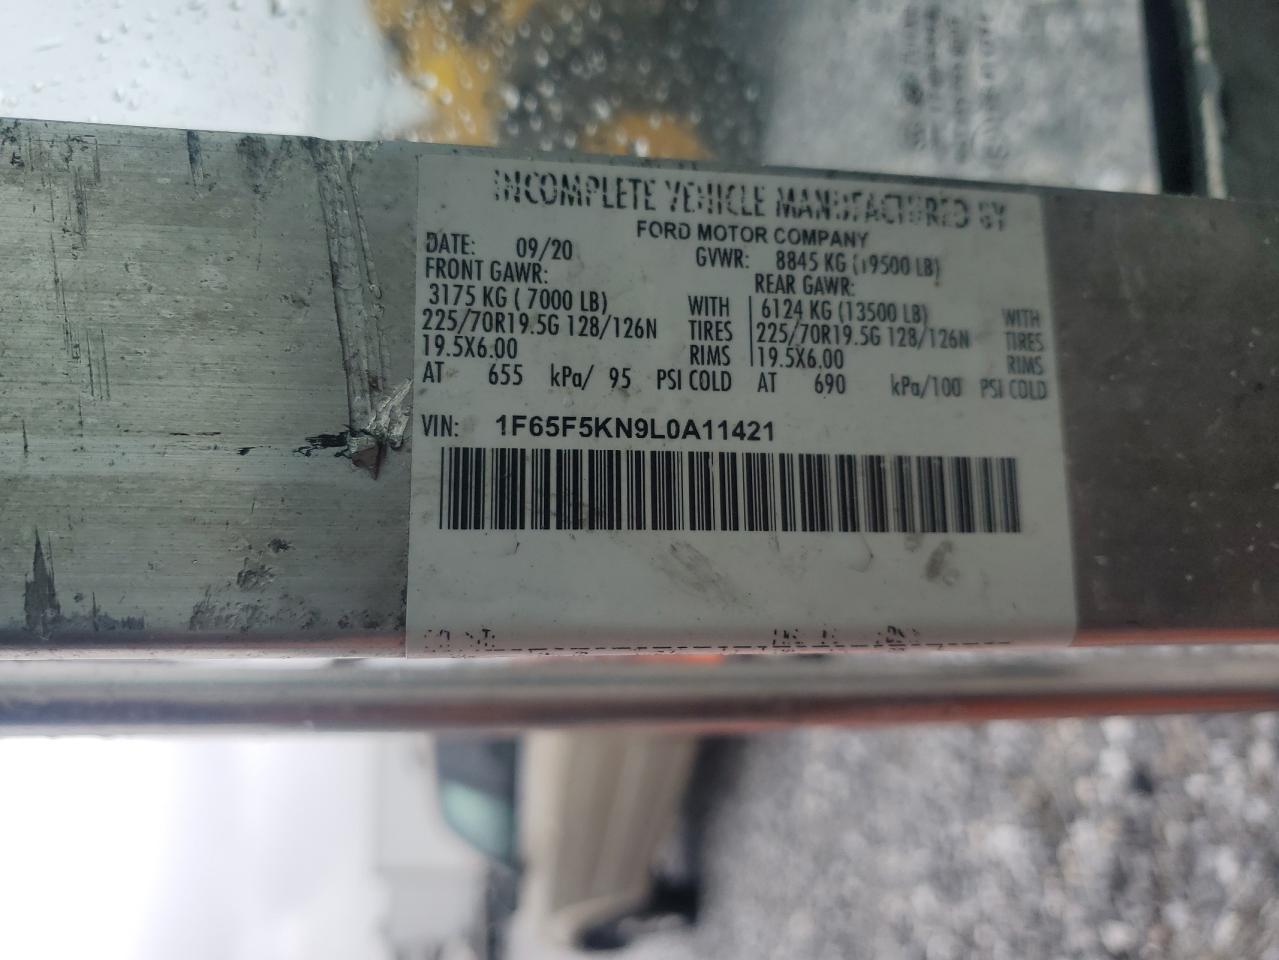 INCOMPLETE VEHICLE MANUFACTURED BY
FORD MOTOR COMPANY
DATE: 09/20 GVWR: 8845 KG (19500 LB)
FRONT GAWR: REAR GAWR:
3175 KG ( 7000 LB) WITH 6124 KG (13500 LB) WITH
225/70R19.5G 128/126N TIRES 225/70R19.5G 128/126N TIRES
19.5X6.00 RIMS 19.5X6.00 RIMS
AT 655 kPa/ 95 PSI COLD AT 690 kPa/100 PSI COLD
VIN: 1F65F5KN9L0A11421